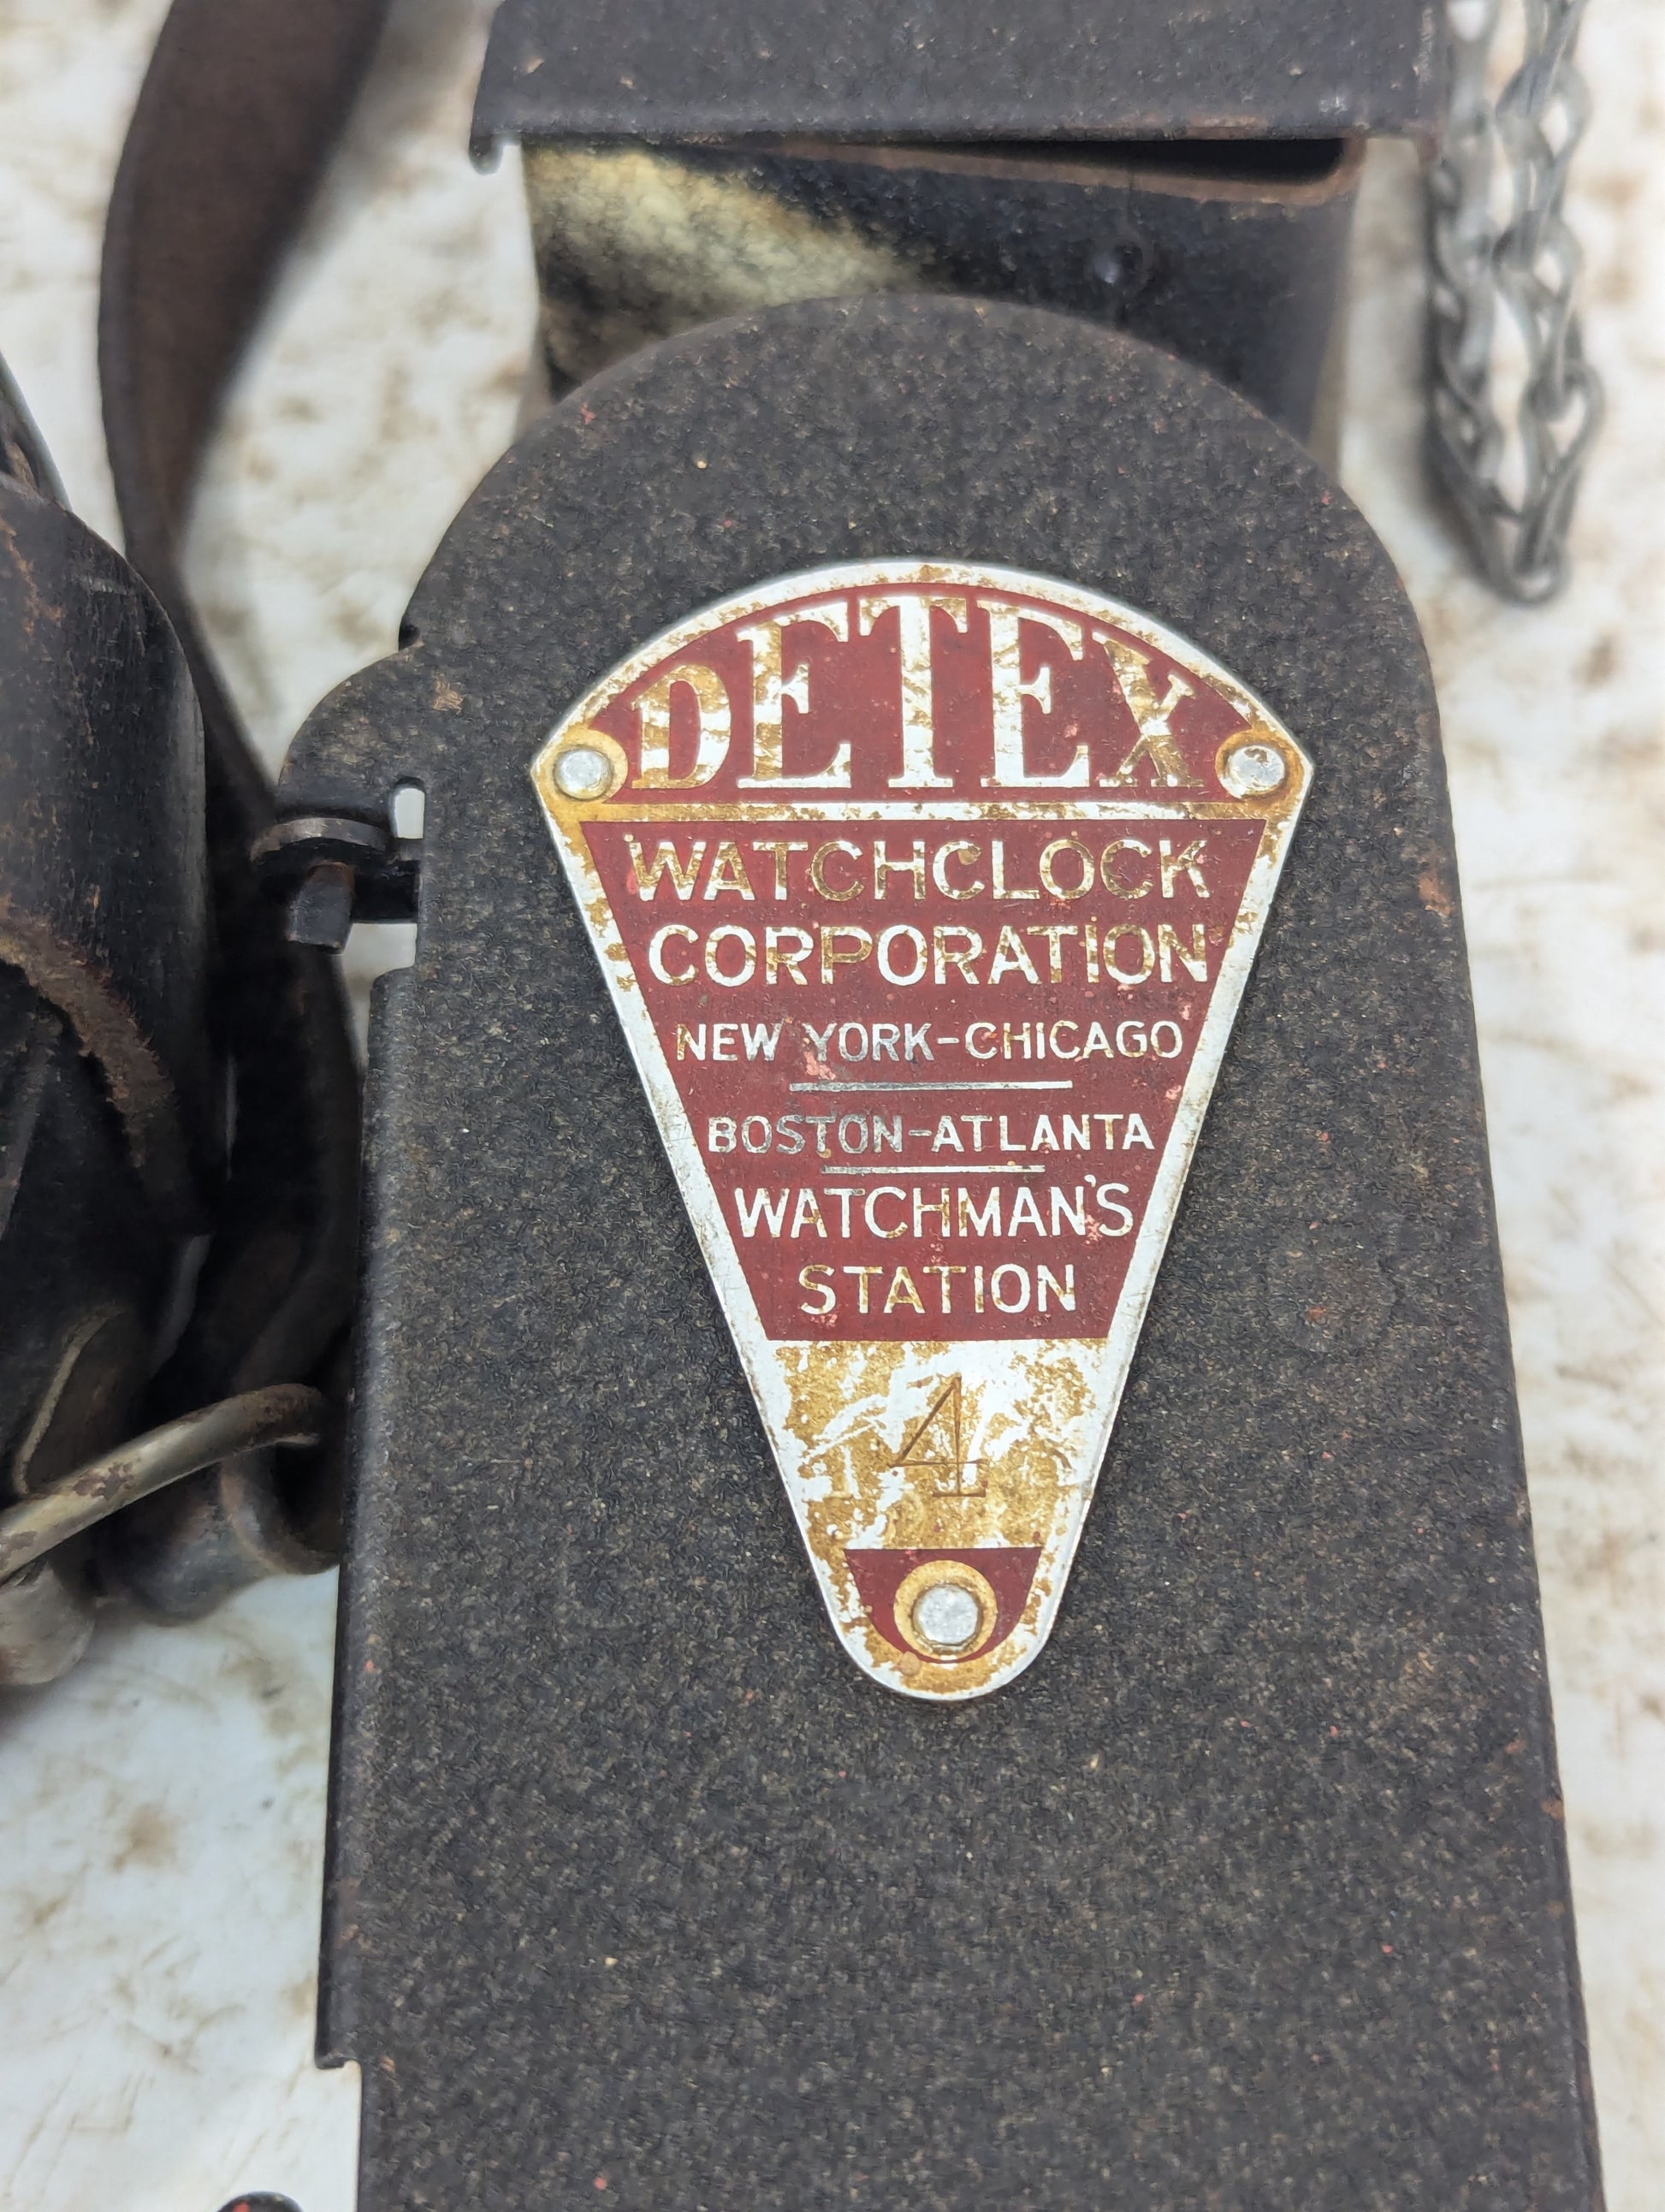 DETEX
WATCHCLOCK
CORPORATION
NEW YORK-CHICAGO
BOSTON-ATLANTA
WATCHMAN'S
STATION
4